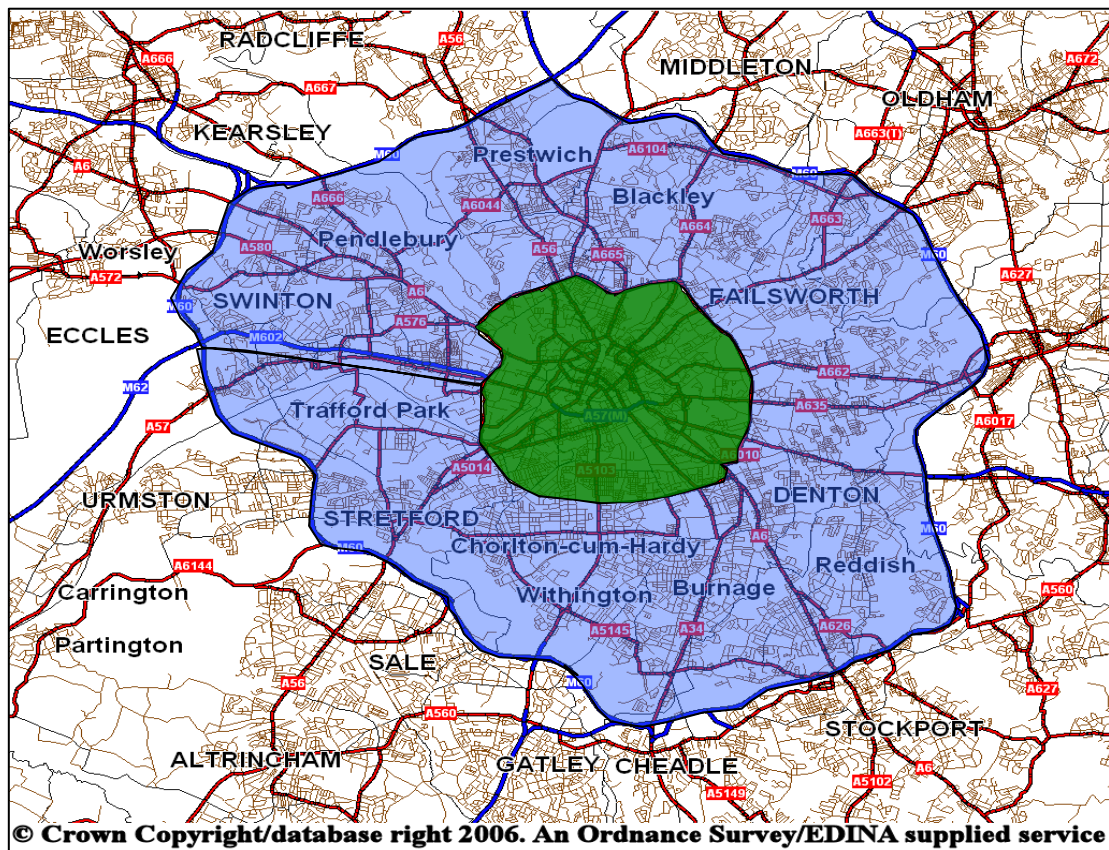 RADCLIFFE
A56
A666
MIDDLETON
A672
A667
OLDHAM
KEARSLEY
A663(T)
M60
A6104
Prestwich
M60
A6
A666
A6044
Blackley
A663
A664
Pendlebury
A580
Worsley
A56
A665
M60
A572
A627
SWINTON
A6
FAILSWORTH
M60
A576
ECCLES
M602
A662
M62
A635
Trafford Park
A57(M)
A57
A6017
A6010
A5014
A5103
URMSTON
DENTON
STRETFORD
M60
A6
M60
Chorlton-cum-Hardy
A6144
Reddish
Carrington
Withington
Burnage
A560
A5145
A34
A626
Partington
SALE
A56
M60
A627
A560
STOCKPORT
ALTRINCHAM
GATLEY
CHEADLE
A6
A5102
A5149
© Crown Copyright/database right 2006. An Ordnance Survey/EDINA supplied service